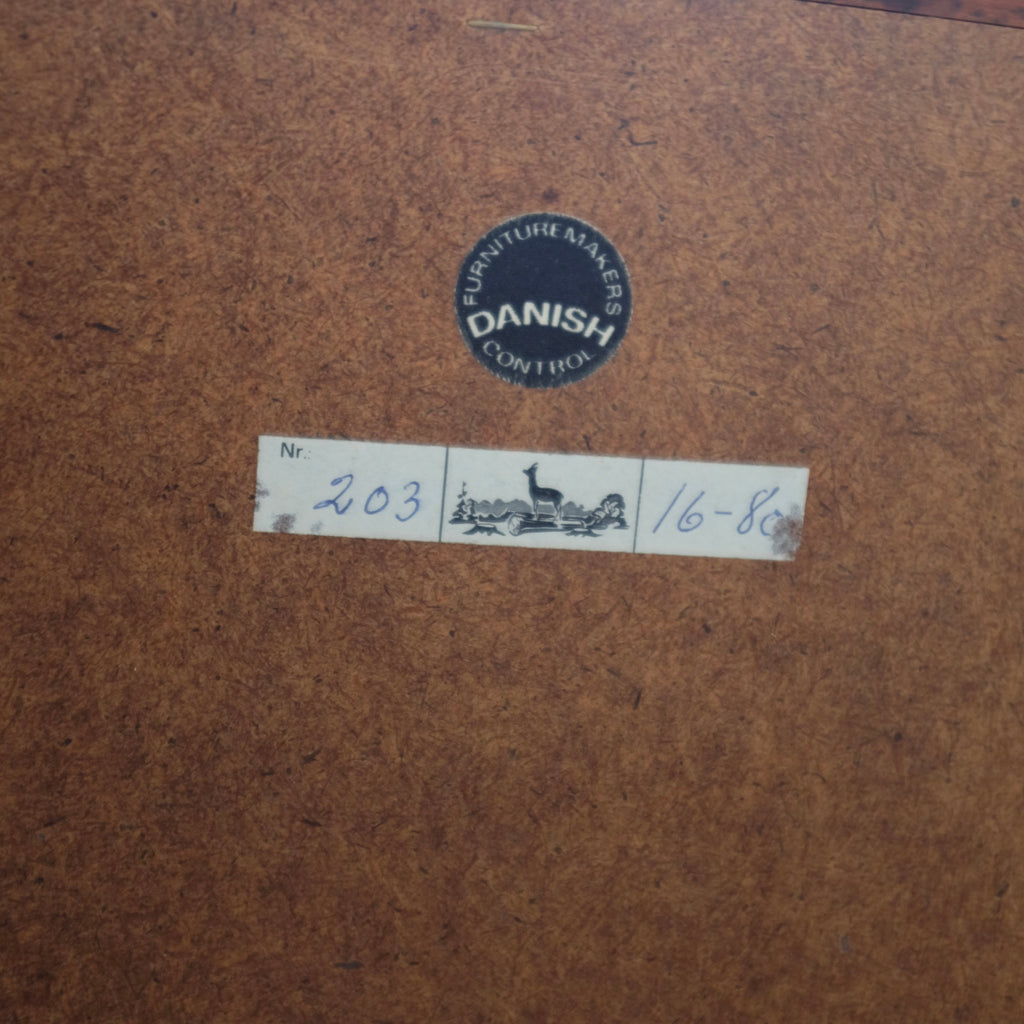 FURNITUREMAKERS
DANISH
CONTROL
Nr.:
203
16-80